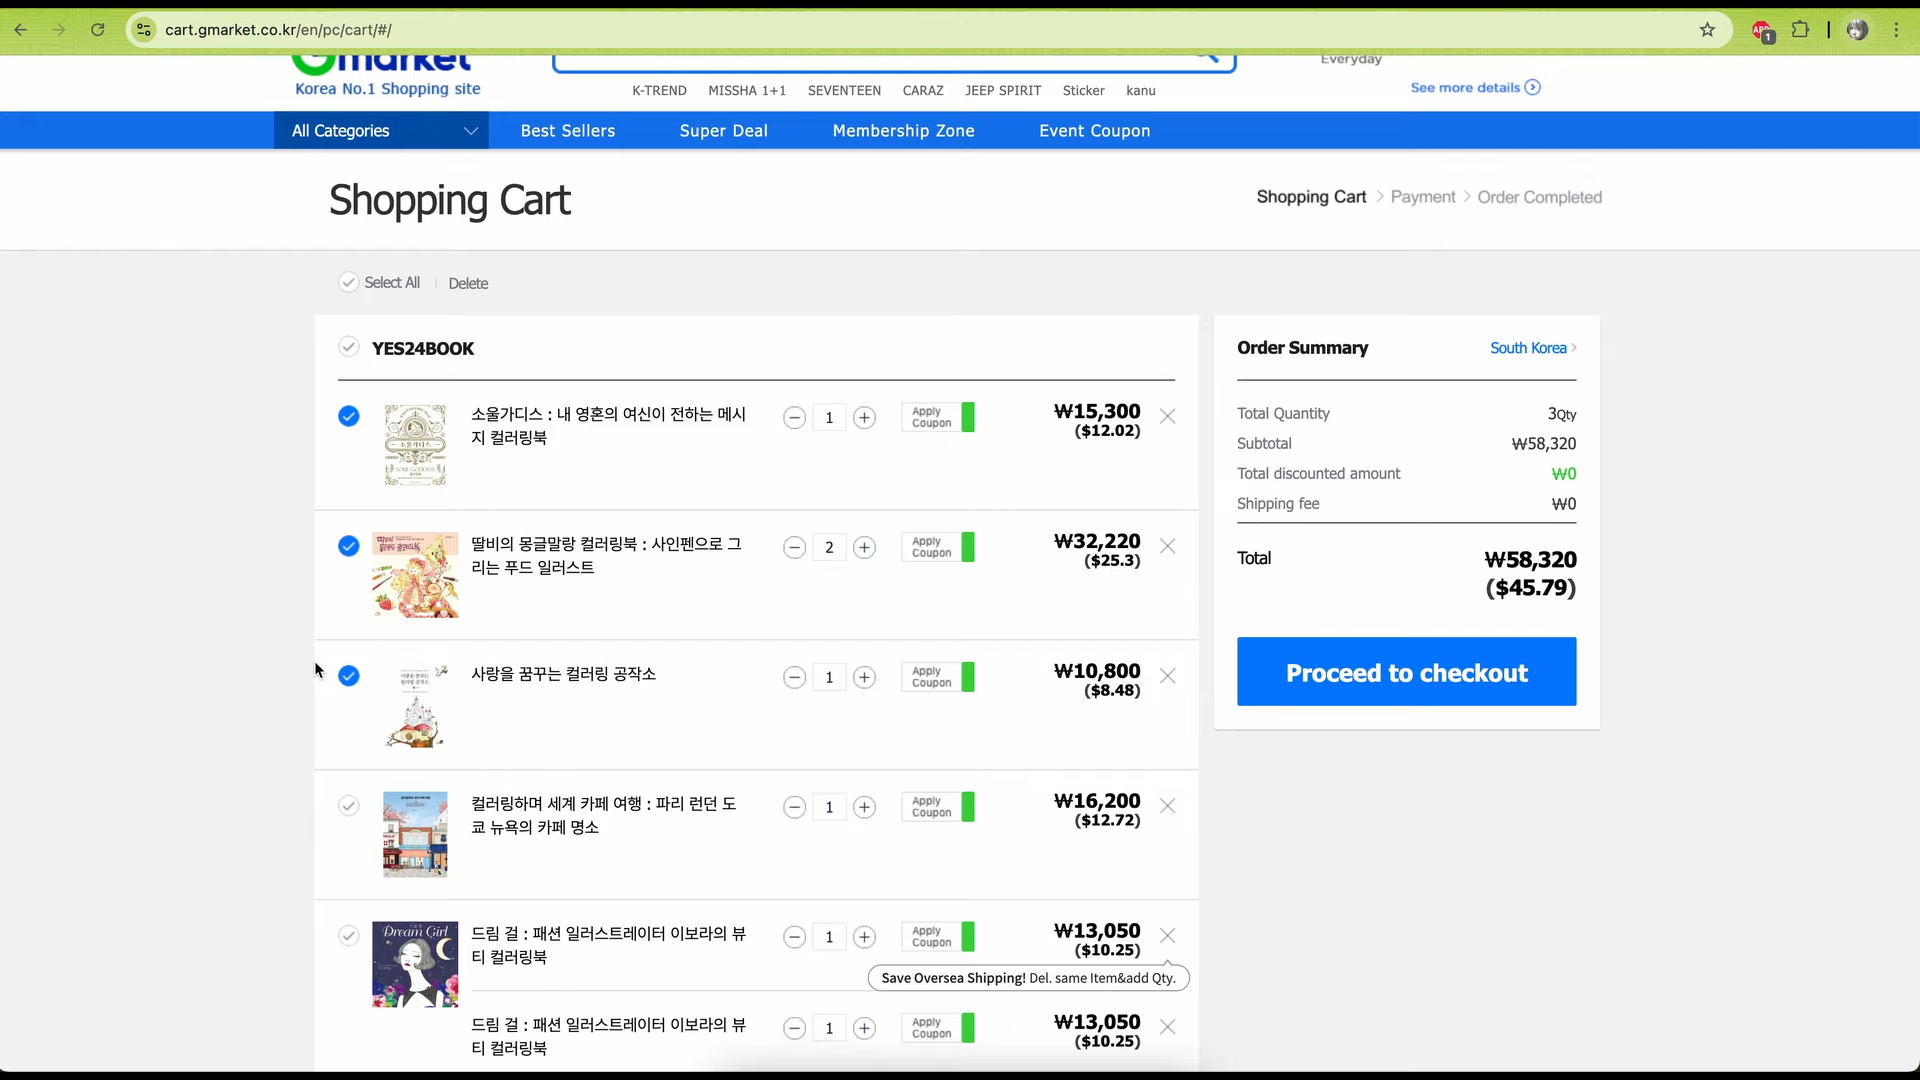 cart.gmarket.co.kr/en/pc/cart/#/
1
Gmarket
Korea No.1 Shopping site
Everyday
See more details
K-TREND MISSHA 1+1 SEVENTEEN CARAZ JEEP SPIRIT Sticker kanu
All Categories Best Sellers Super Deal Membership Zone Event Coupon
Shopping Cart
Shopping Cart Payment Order Completed
Select All Delete
YES24BOOK
소울가디스 : 내 영혼의 여신이 전하는 메시
지 컬러링북
소울가디스
SOUL GODDESS
1
Apply
Coupon
₩15,300
($12.02)
딸비의 몽글말랑 컬러링북 : 사인펜으로 그
리는 푸드 일러스트
2
Apply
Coupon
₩32,220
($25.3)
사랑을 꿈꾸는 컬러링 공작소
1
Apply
Coupon
₩10,800
($8.48)
컬러링하며 세계 카페 여행 : 파리 런던 도
쿄 뉴욕의 카페 명소
1
Apply
Coupon
₩16,200
($12.72)
Dream Girl
드림 걸 : 패션 일러스트레이터 이보라의 뷰
티 컬러링북
1
Apply
Coupon
₩13,050
($10.25)
Save Oversea Shipping! Del. same Item&add Qty.
드림 걸 : 패션 일러스트레이터 이보라의 뷰
티 컬러링북
1
Apply
Coupon
₩13,050
($10.25)
Order Summary South Korea
Total Quantity 3Qty
Subtotal ₩58,320
Total discounted amount ₩0
Shipping fee ₩0
Total ₩58,320
($45.79)
Proceed to checkout